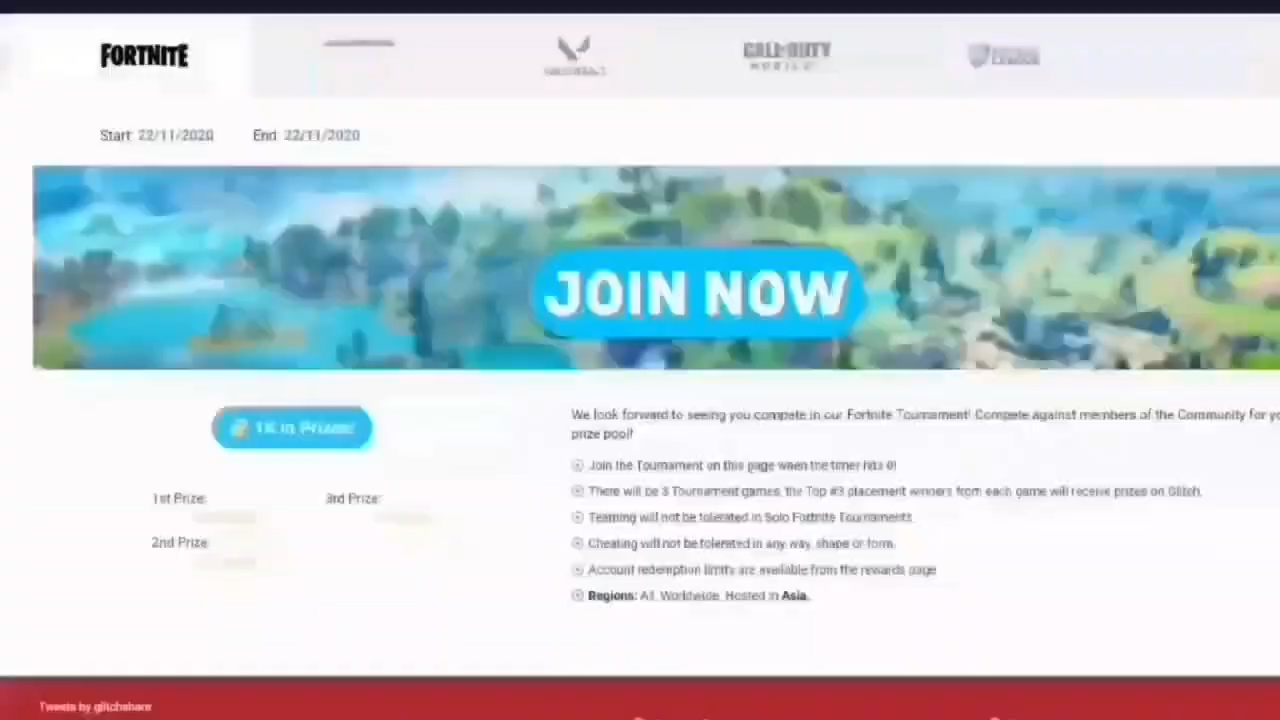 FORTNITE
CALL OF DUTY
MOBILE
Start: 22/11/2020 End: 22/11/2020
JOIN NOW
1K in Prizes!
We look forward to seeing you compete in our Fortnite Tournament! Compete against members of the Community for
prize pool!
Join the Tournament on this page when the timer hits 0!
1st Prize:
3rd Prize:
There will be 3 Tournament games, the Top #3 placement winners from each game will receive prizes on Glitch.
Teaming will not be tolerated in Solo Fortnite Tournaments
2nd Prize:
Cheating will not be tolerated in any way, shape or form.
Account redemption limits are available from the rewards page
Regions: All, Worldwide. Hosted in Asia.
Tweets by glitchshare